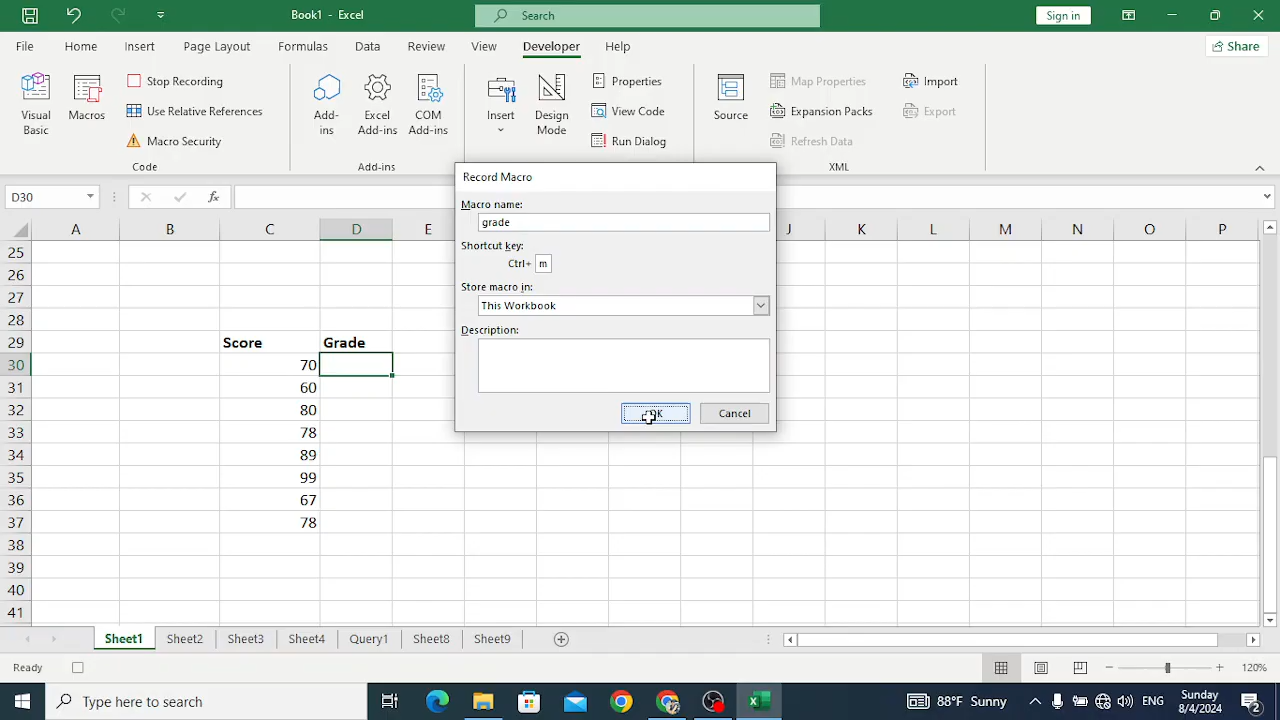 Book1 - Excel
Search
Sign in
File Home Insert Page Layout Formulas Data Review View Developer Help
Share
Visual Basic
Macros
Stop Recording
Use Relative References
Macro Security
Code
Add-ins
Excel Add-ins
COM Add-ins
Add-ins
Insert
Design Mode
Properties
View Code
Run Dialog
Source
Map Properties
Expansion Packs
Refresh Data
Import
Export
XML
D30
fx
Record Macro
Macro name:
grade
Shortcut key:
Ctrl+ m
Store macro in:
This Workbook
Description:
OK Cancel
A B C D E J K L M N O P
25
26
27
28
29 Score Grade
30 70
31 60
32 80
33 78
34 89
35 99
36 67
37 78
38
39
40
41
Sheet1 Sheet2 Sheet3 Sheet4 Query1 Sheet8 Sheet9
Ready
120%
Type here to search
88°F Sunny
ENG
Sunday
8/4/2024
2